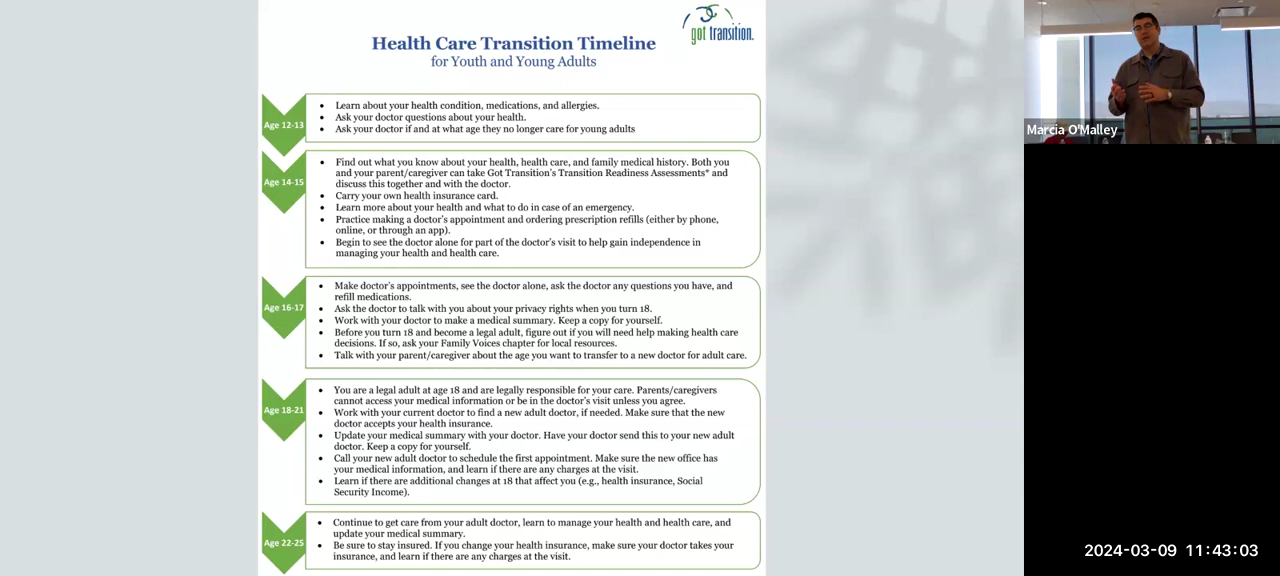 got transition.
Health Care Transition Timeline
for Youth and Young Adults
Age 12-13
• Learn about your health condition, medications, and allergies.
• Ask your doctor questions about your health.
• Ask your doctor if and at what age they no longer care for young adults
Age 14-15
• Find out what you know about your health, health care, and family medical history. Both you
and your parent/caregiver can take Got Transition's Transition Readiness Assessments* and
discuss this together and with the doctor.
• Carry your own health insurance card.
• Learn more about your health and what to do in case of an emergency.
• Practice making a doctor's appointment and ordering prescription refills (either by phone,
online, or through an app).
• Begin to see the doctor alone for part of the doctor's visit to help gain independence in
managing your health and health care.
Age 16-17
• Make doctor's appointments, see the doctor alone, ask the doctor any questions you have, and
refill medications.
• Ask the doctor to talk with you about your privacy rights when you turn 18.
• Work with your doctor to make a medical summary. Keep a copy for yourself.
• Before you turn 18 and become a legal adult, figure out if you will need help making health care
decisions. If so, ask your Family Voices chapter for local resources.
• Talk with your parent/caregiver about the age you want to transfer to a new doctor for adult care.
Age 18-21
• You are a legal adult at age 18 and are legally responsible for your care. Parents/caregivers
cannot access your medical information or be in the doctor's visit unless you agree.
• Work with your current doctor to find a new adult doctor, if needed. Make sure that the new
doctor accepts your health insurance.
• Update your medical summary with your doctor. Have your doctor send this to your new adult
doctor. Keep a copy for yourself.
• Call your new adult doctor to schedule the first appointment. Make sure the new office has
your medical information, and learn if there are any charges at the visit.
• Learn if there are additional changes at 18 that affect you (e.g., health insurance, Social
Security Income).
Age 22-25
• Continue to get care from your adult doctor, learn to manage your health and health care, and
update your medical summary.
• Be sure to stay insured. If you change your health insurance, make sure your doctor takes your
insurance, and learn if there are any charges at the visit.
Marcia O'Malley
2024-03-09 11:43:03